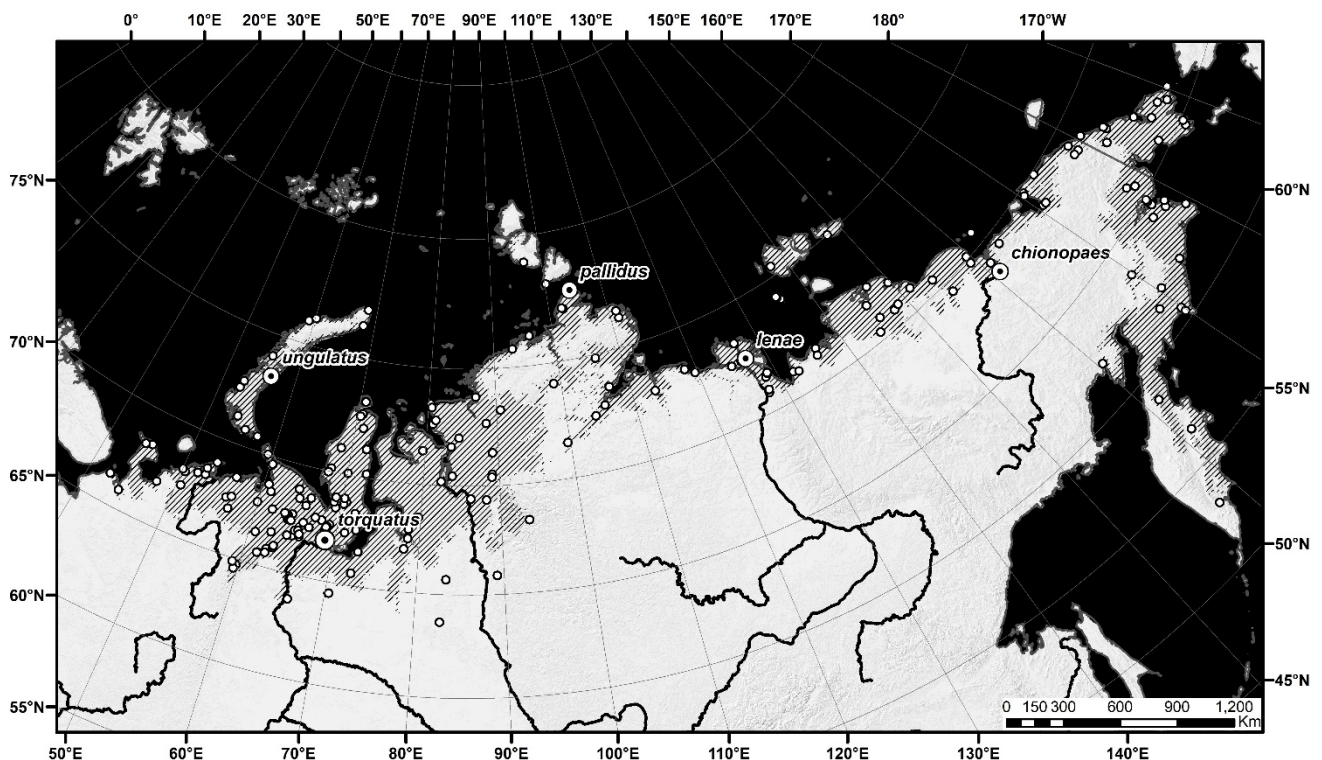 0° 10°E 20°E 30°E 50°E 70°E 90°E 110°E 130°E 150°E 160°E 170°E 180° 170°W
75°N
60°N
chionopaes
pallidus
70°N
lenae
ungulatus
55°N
65°N
torquatus
50°N
60°N
45°N
55°N
0 150 300 600 900 1,200
Km
50°E 60°E 70°E 80°E 90°E 100°E 110°E 120°E 130°E 140°E